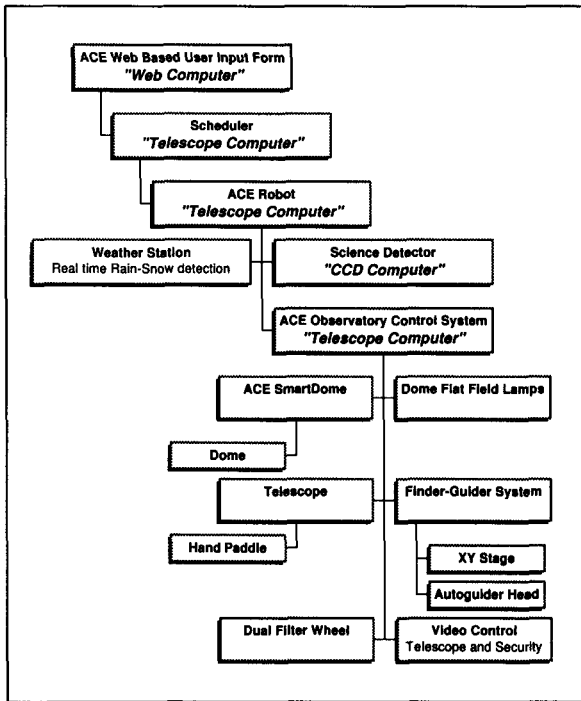 ACE Web Based User Input Form
"Web Computer"
Scheduler
"Telescope Computer"
ACE Robot
"Telescope Computer"
Weather Station
Real time Rain-Snow detection
Science Detector
"CCD Computer"
ACE Observatory Control System
"Telescope Computer"
ACE SmartDome
Dome Flat Field Lamps
Dome
Telescope
Finder-Guider System
Hand Paddle
XY Stage
Autoguider Head
Dual Filter Wheel
Video Control
Telescope and Security